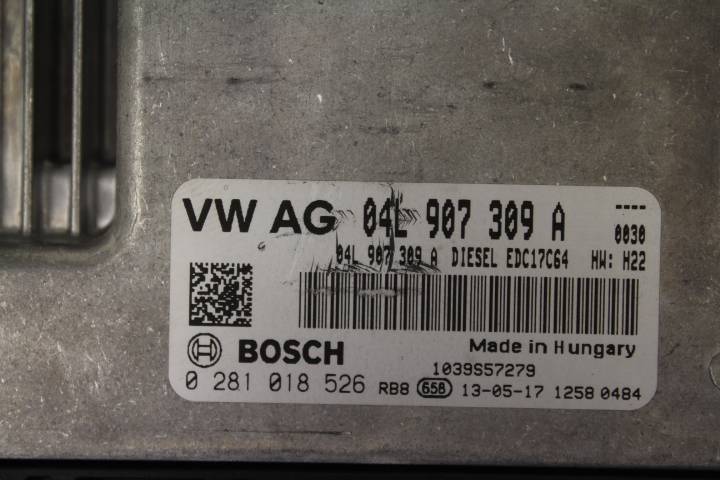 VW AG 04L 907 309 A ----
0030
04L 907 309 A DIESEL EDC17C64 HW: H22
BOSCH Made in Hungary
1039S57279
0 281 018 526 RB8 658 13-05-17 1258 0484